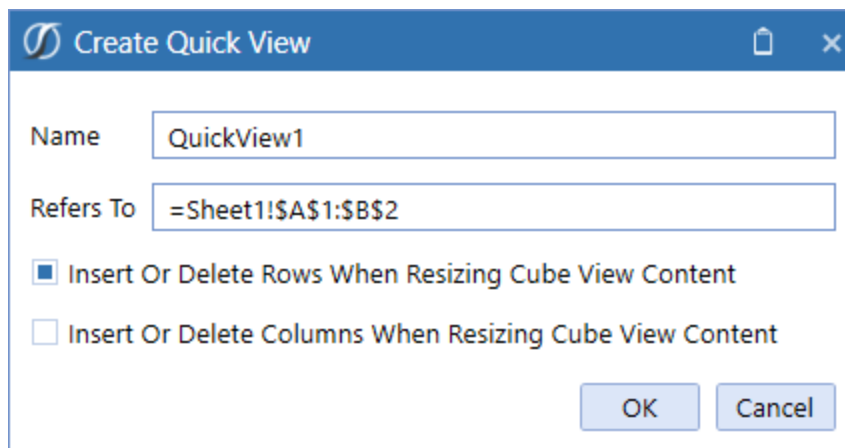 Create Quick View
Name QuickView1
Refers To =Sheet1!$A$1:$B$2
Insert Or Delete Rows When Resizing Cube View Content
Insert Or Delete Columns When Resizing Cube View Content
OK Cancel